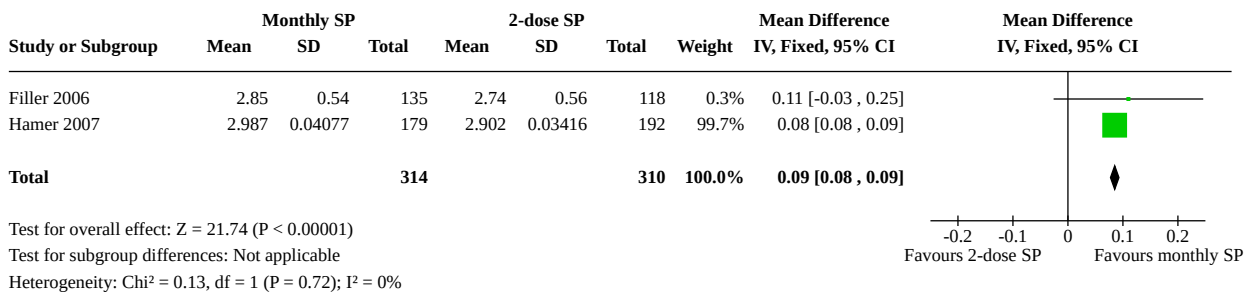 Monthly SP 2-dose SP Mean Difference Mean Difference
Study or Subgroup Mean SD Total Mean SD Total Weight IV, Fixed, 95% CI IV, Fixed, 95% CI
Filler 2006 2.85 0.54 135 2.74 0.56 118 0.3% 0.11 [-0.03 , 0.25]
Hamer 2007 2.987 0.04077 179 2.902 0.03416 192 99.7% 0.08 [0.08 , 0.09]
Total 314 310 100.0% 0.09 [0.08 , 0.09]
Test for overall effect: Z = 21.74 (P < 0.00001)
Test for subgroup differences: Not applicable
Heterogeneity: Chi² = 0.13, df = 1 (P = 0.72); I² = 0%
-0.2 -0.1 0 0.1 0.2
Favours 2-dose SP Favours monthly SP